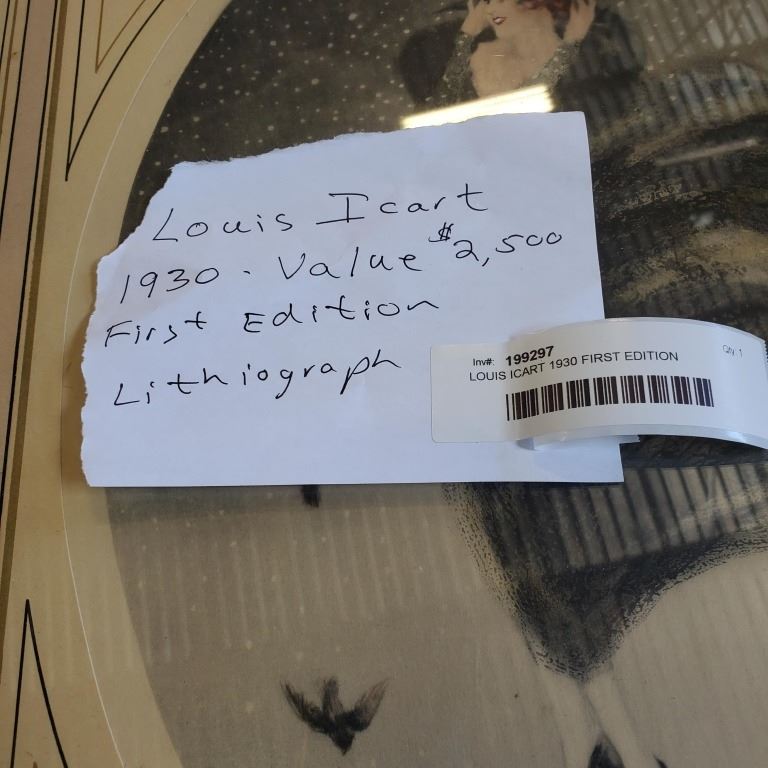 Louis Icart
1930. Value $2,500
First Edition
Lithiograph
Inv#: 199297
Qty: 1
LOUIS ICART 1930 FIRST EDITION